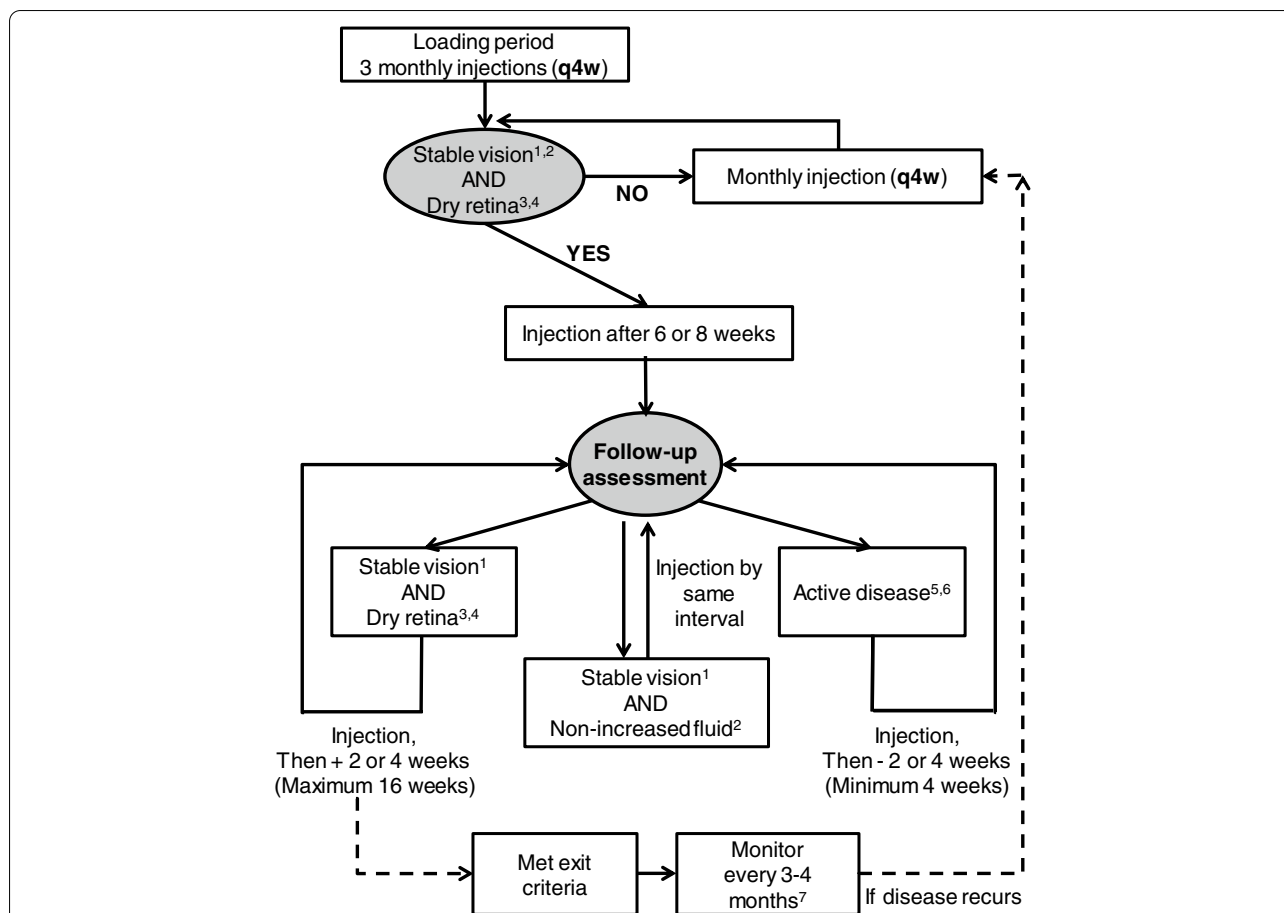 Loading period
3 monthly injections (q4w)
Stable vision1,2
AND
Dry retina3,4
NO
Monthly injection (q4w)
YES
Injection after 6 or 8 weeks
Follow-up
assessment
Stable vision1
AND
Dry retina3,4
Injection by
same
interval
Active disease5,6
Stable vision1
AND
Non-increased fluid2
Injection,
Then + 2 or 4 weeks
(Maximum 16 weeks)
Injection,
Then - 2 or 4 weeks
(Minimum 4 weeks)
Met exit
criteria
Monitor
every 3-4
months7
If disease recurs